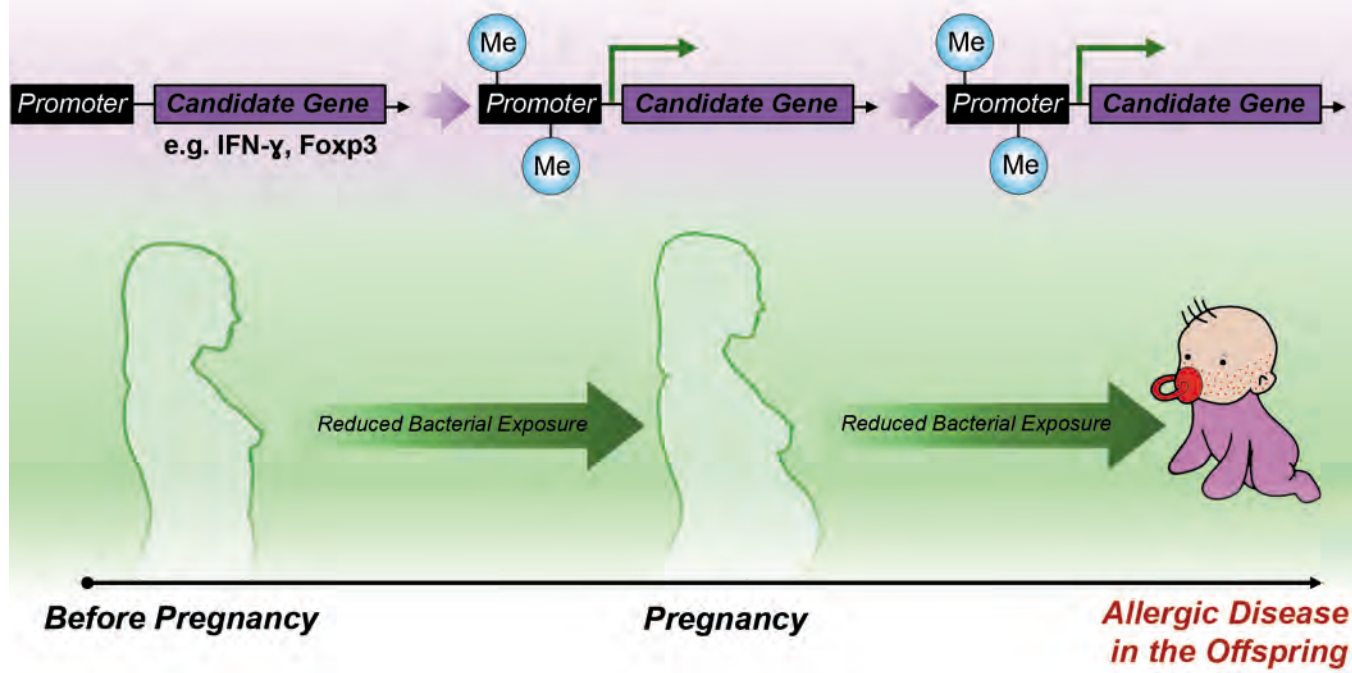 Me
Me
Promoter
Candidate Gene
Promoter
Candidate Gene
Promoter
Candidate Gene
e.g. IFN-ɣ, Foxp3
Me
Me
Reduced Bacterial Exposure
Reduced Bacterial Exposure
Before Pregnancy
Pregnancy
Allergic Disease
in the Offspring